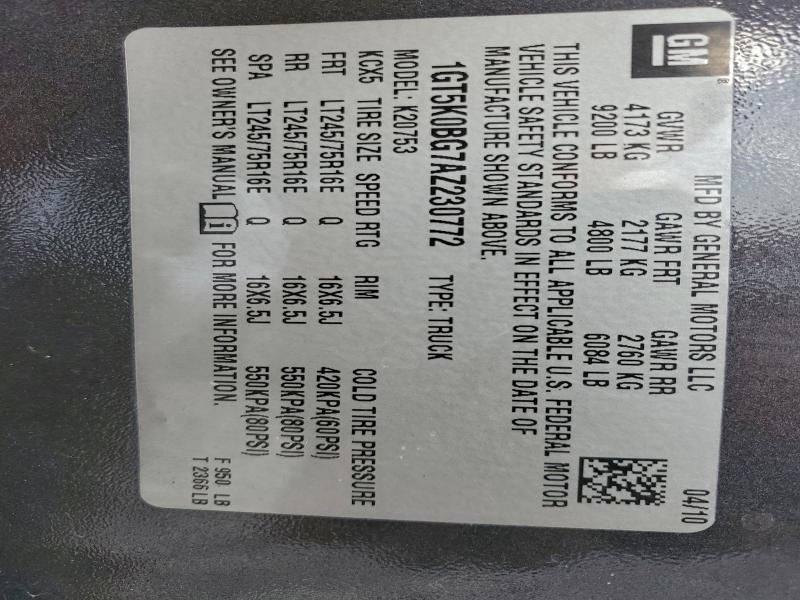 GM
MFD BY GENERAL MOTORS LLC 04/10
GVWR GAWR FRT GAWR RR
4173 KG 2177 KG 2760 KG
9200 LB 4800 LB 6084 LB
THIS VEHICLE CONFORMS TO ALL APPLICABLE U.S. FEDERAL MOTOR
VEHICLE SAFETY STANDARDS IN EFFECT ON THE DATE OF
MANUFACTURE SHOWN ABOVE.
1GT5K0BG7AZ230772 TYPE: TRUCK
MODEL: K20753
KCX5 TIRE SIZE SPEED RTG RIM COLD TIRE PRESSURE
FRT LT245/75R16E Q 16X6.5J 420KPA(60PSI)
RR LT245/75R16E Q 16X6.5J 550KPA(80PSI)
SPA LT245/75R16E Q 16X6.5J 550KPA(80PSI)
SEE OWNER'S MANUAL FOR MORE INFORMATION.
F 950 LB
T 2366 LB